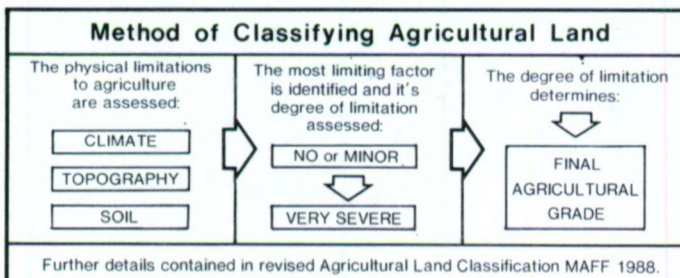 Method of Classifying Agricultural Land
The physical limitations
to agriculture
are assessed:
CLIMATE
TOPOGRAPHY
SOIL
The most limiting factor
is identified and it's
degree of limitation
assessed:
NO or MINOR
VERY SEVERE
The degree of limitation
determines:
FINAL
AGRICULTURAL
GRADE
Further details contained in revised Agricultural Land Classification MAFF 1988.